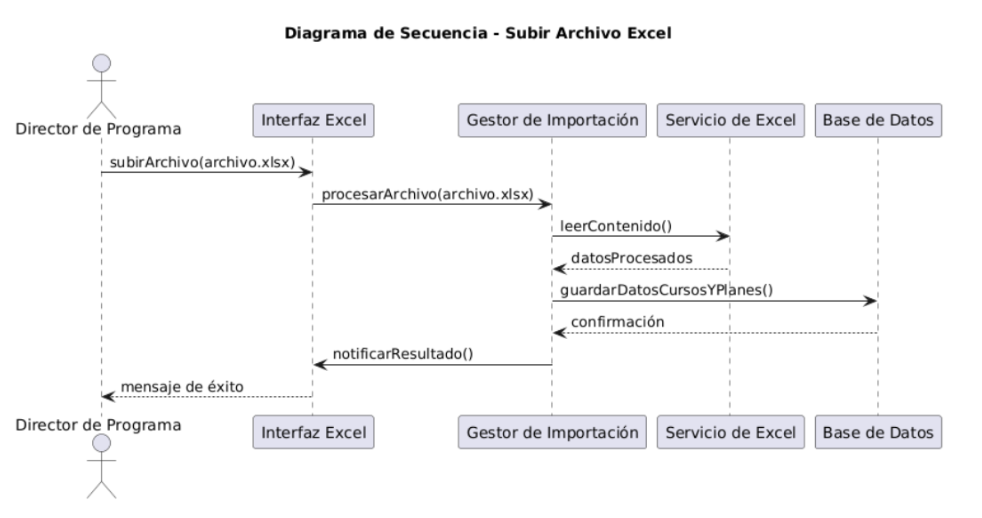 Diagrama de Secuencia - Subir Archivo Excel
Director de Programa
Interfaz Excel
Gestor de Importación
Servicio de Excel
Base de Datos
subirArchivo(archivo.xlsx)
procesarArchivo(archivo.xlsx)
leerContenido()
datosProcesados
guardarDatosCursosYPlanes()
confirmación
notificarResultado()
mensaje de éxito
Director de Programa
Interfaz Excel
Gestor de Importación
Servicio de Excel
Base de Datos